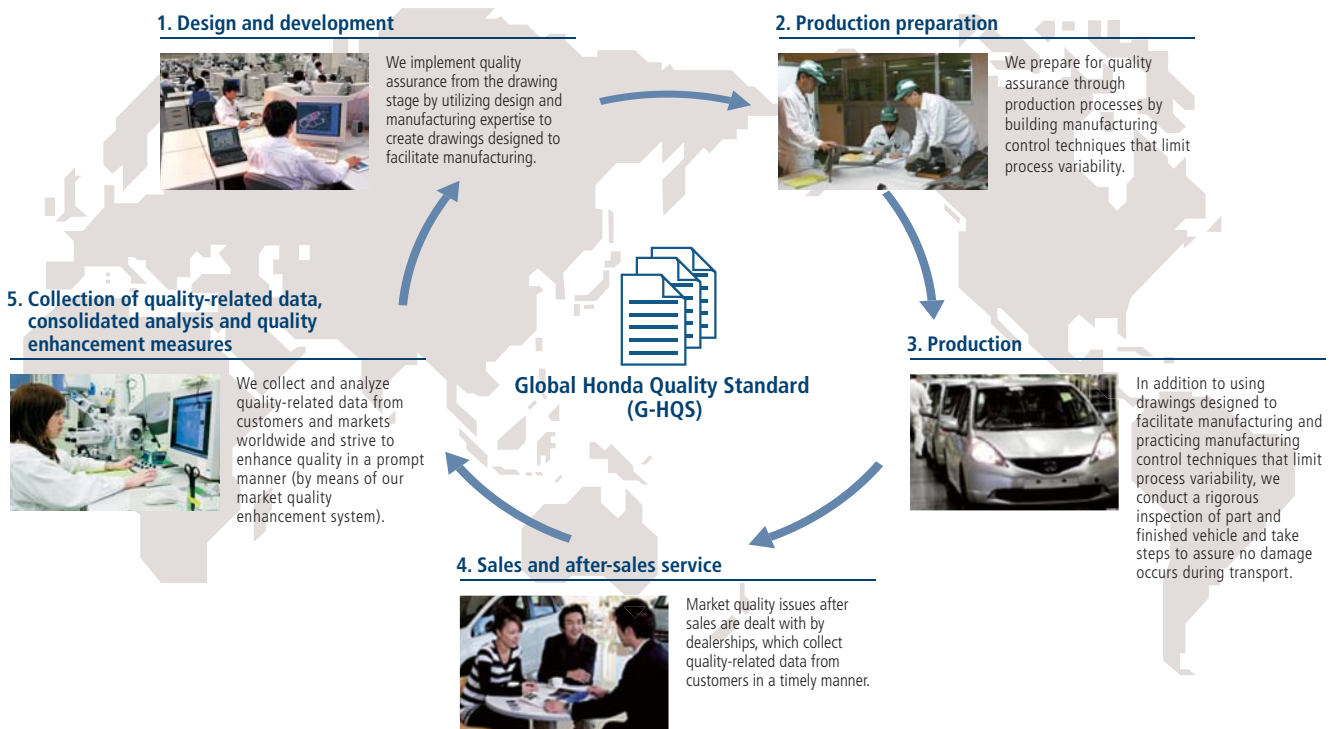 1. Design and development
We implement quality
assurance from the drawing
stage by utilizing design and
manufacturing expertise to
create drawings designed to
facilitate manufacturing.
2. Production preparation
We prepare for quality
assurance through
production processes by
building manufacturing
control techniques that limit
process variability.
3. Production
In addition to using
drawings designed to
facilitate manufacturing and
practicing manufacturing
control techniques that limit
process variability, we
conduct a rigorous
inspection of part and
finished vehicle and take
steps to assure no damage
occurs during transport.
4. Sales and after-sales service
Market quality issues after
sales are dealt with by
dealerships, which collect
quality-related data from
customers in a timely manner.
5. Collection of quality-related data,
consolidated analysis and quality
enhancement measures
We collect and analyze
quality-related data from
customers and markets
worldwide and strive to
enhance quality in a prompt
manner (by means of our
market quality
enhancement system).
Global Honda Quality Standard
(G-HQS)